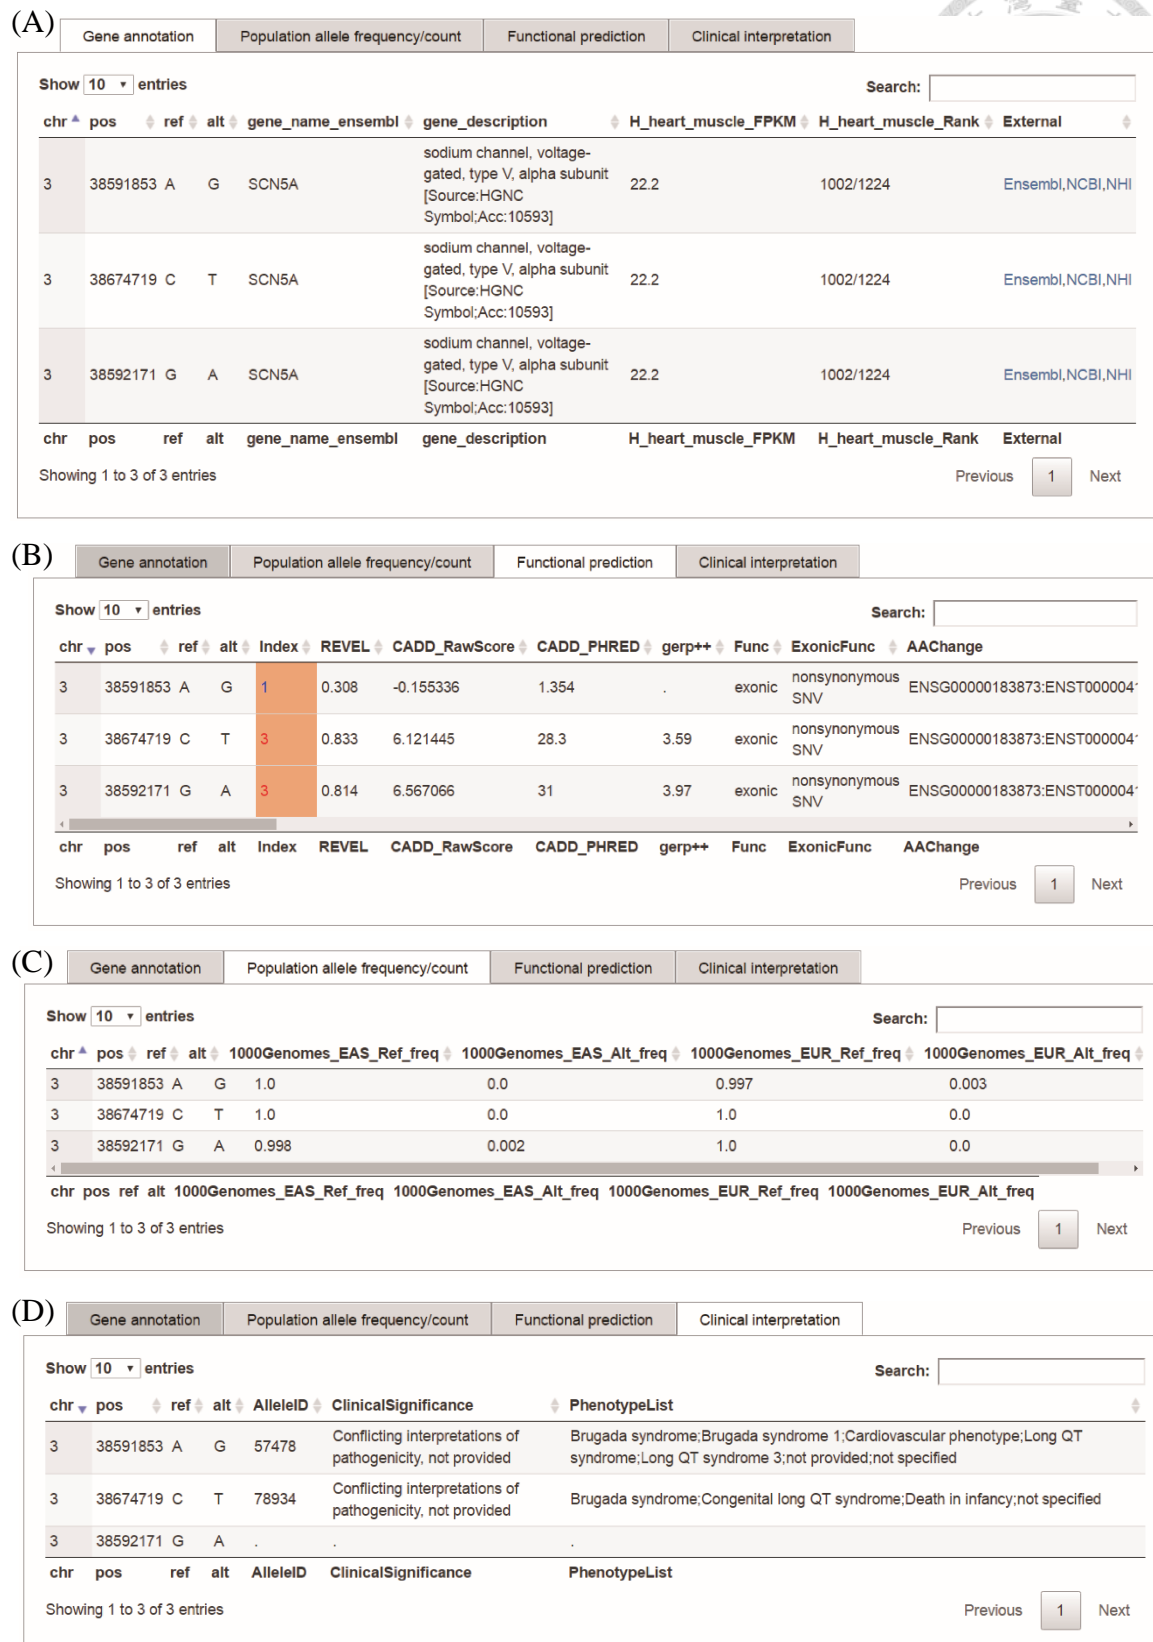 灣 臺
(A)
Gene annotation Population allele frequency/count Functional prediction Clinical interpretation
Show 10 entries Search:
chr pos ref alt gene_name_ensembl gene_description H_heart_muscle_FPKM H_heart_muscle_Rank External
sodium channel, voltage-
gated, type V, alpha subunit
3 38591853 A G SCN5A 22.2 1002/1224 Ensembl,NCBI,NHI
[Source:HGNC
Symbol;Acc:10593]
sodium channel, voltage-
gated, type V, alpha subunit
3 38674719 C T SCN5A 22.2 1002/1224 Ensembl,NCBI,NHI
[Source:HGNC
Symbol;Acc:10593]
sodium channel, voltage-
gated, type V, alpha subunit
3 38592171 G A SCN5A 22.2 1002/1224 Ensembl,NCBI,NHI
[Source:HGNC
Symbol;Acc:10593]
chr pos ref alt gene_name_ensembl gene_description H_heart_muscle_FPKM H_heart_muscle_Rank External
Showing 1 to 3 of 3 entries Previous 1 Next
(B)
Gene annotation Population allele frequency/count Functional prediction Clinical interpretation
Show 10 entries Search:
chr pos ref alt Index REVEL CADD_RawScore CADD_PHRED gerp++ Func ExonicFunc AAChange
3 38591853 A G 1 0.308 -0.155336 1.354 . exonic nonsynonymous SNV ENSG00000183873:ENST000004
3 38674719 C T 3 0.833 6.121445 28.3 3.59 exonic nonsynonymous SNV ENSG00000183873:ENST000004
3 38592171 G A 3 0.814 6.567066 31 3.97 exonic nonsynonymous SNV ENSG00000183873:ENST000004
chr pos ref alt Index REVEL CADD_RawScore CADD_PHRED gerp++ Func ExonicFunc AAChange
Showing 1 to 3 of 3 entries Previous 1 Next
(C)
Gene annotation Population allele frequency/count Functional prediction Clinical interpretation
Show 10 entries Search:
chr pos ref alt 1000Genomes_EAS_Ref_freq 1000Genomes_EAS_Alt_freq 1000Genomes_EUR_Ref_freq 1000Genomes_EUR_Alt_freq
3 38591853 A G 1.0 0.0 0.997 0.003
3 38674719 C T 1.0 0.0 1.0 0.0
3 38592171 G A 0.998 0.002 1.0 0.0
chr pos ref alt 1000Genomes_EAS_Ref_freq 1000Genomes_EAS_Alt_freq 1000Genomes_EUR_Ref_freq 1000Genomes_EUR_Alt_freq
Showing 1 to 3 of 3 entries Previous 1 Next
(D)
Gene annotation Population allele frequency/count Functional prediction Clinical interpretation
Show 10 entries Search:
chr pos ref alt AlleleID ClinicalSignificance PhenotypeList
3 38591853 A G 57478 Conflicting interpretations of pathogenicity, not provided Brugada syndrome;Brugada syndrome 1;Cardiovascular phenotype;Long QT syndrome;Long QT syndrome 3;not provided;not specified
3 38674719 C T 78934 Conflicting interpretations of pathogenicity, not provided Brugada syndrome;Congenital long QT syndrome;Death in infancy;not specified
3 38592171 G A . . .
chr pos ref alt AlleleID ClinicalSignificance PhenotypeList
Showing 1 to 3 of 3 entries Previous 1 Next